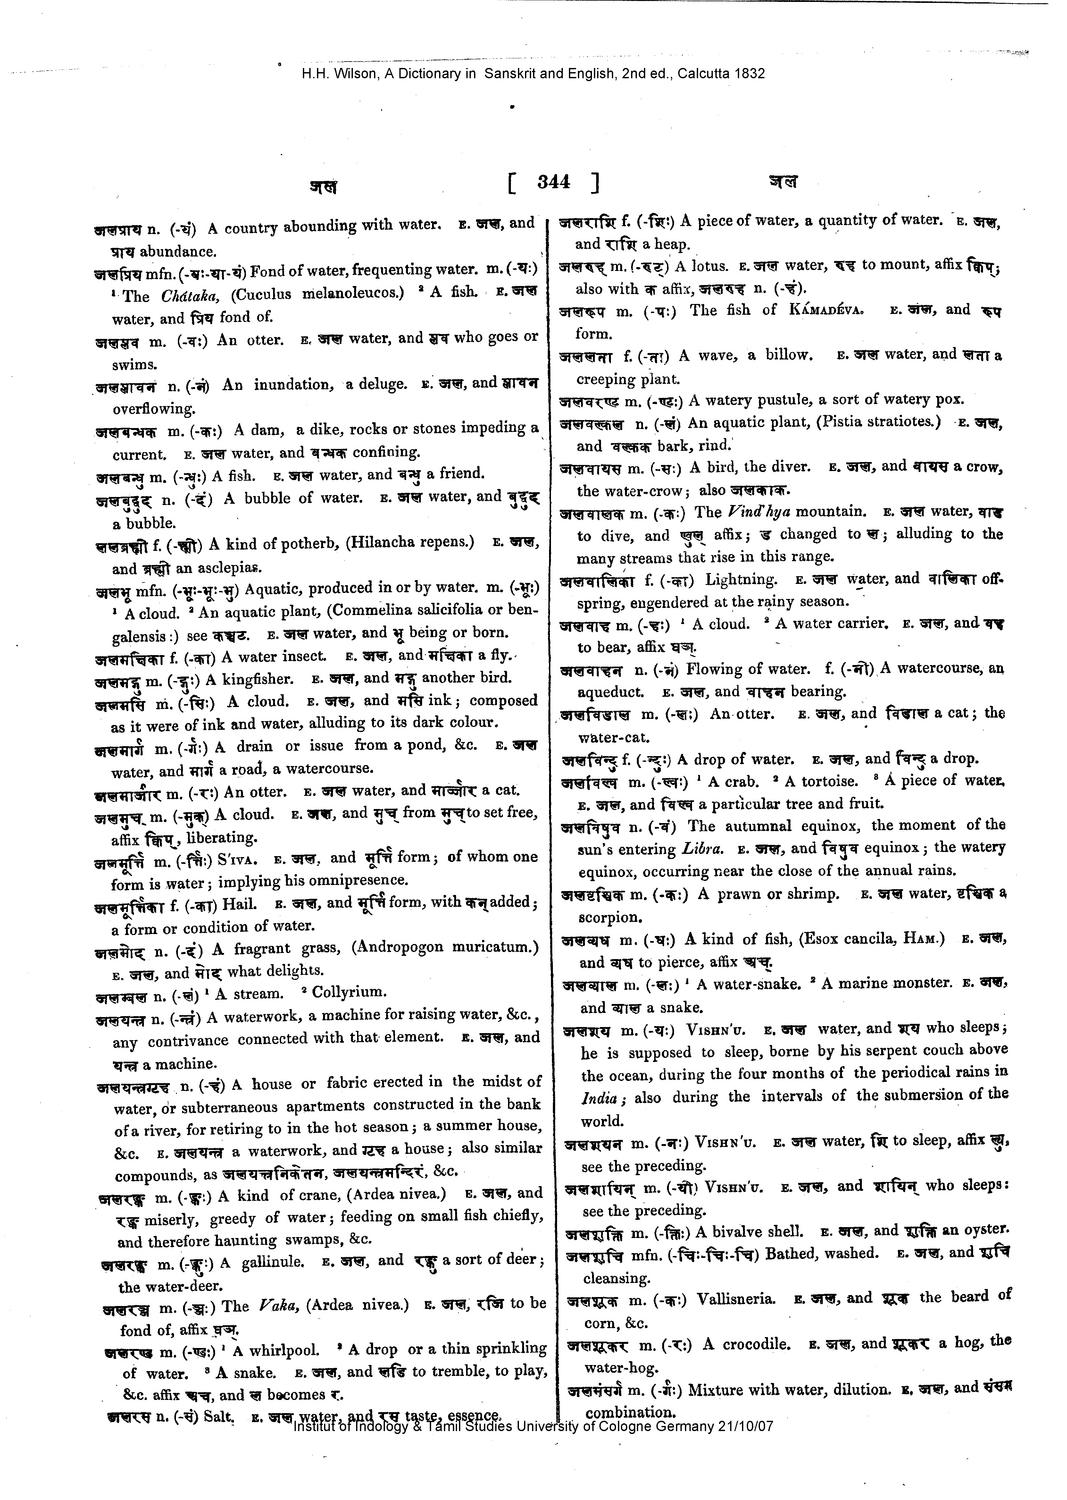 H.H. Wilson, A Dictionary in Sanskrit and English, 2nd ed., Calcutta 1832
जल [ 344 ] जल
जलप्राय n. (-यं) A country abounding with water. E. जल, and
प्राय abundance.
जलप्रिय mfn. (-यः-या-यं) Fond of water, frequenting water. m. (-यः)
¹ The Chátaka, (Cuculus melanoleucos.) ² A fish. E. जल
water, and प्रिय fond of.
जलप्लव m. (-वः) An otter. E. जल water, and प्लव who goes or
swims.
जलप्लावन n. (-नं) An inundation, a deluge. E. जल, and प्लावन
overflowing.
जलबन्धक m. (-कः) A dam, a dike, rocks or stones impeding a
current. E. जल water, and बन्धक confining.
जलबन्धु m. (-न्धुः) A fish. E. जल water, and बन्धु a friend.
जलबुद्बुद n. (-दं) A bubble of water. E. जल water, and बुद्बुद
a bubble.
जलब्रह्मी f. (-ह्मी) A kind of potherb, (Hilancha repens.) E. जल,
and ब्रह्मी an asclepias.
जलभू mfn. (-भूः-भूः-भु) Aquatic, produced in or by water. m. (-भूः)
¹ A cloud. ² An aquatic plant, (Commelina salicifolia or ben-
galensis:) see कञ्चट. E. जल water, and भू being or born.
जलमक्षिका f. (-का) A water insect. E. जल, and मक्षिका a fly.
जलमद्गु m. (-द्गुः) A kingfisher. E. जल, and मद्गु another bird.
जलमसि m. (-सिः) A cloud. E. जल, and मसि ink; composed
as it were of ink and water, alluding to its dark colour.
जलमार्ग m. (-र्गः) A drain or issue from a pond, &c. E. जल
water, and मार्ग a road, a watercourse.
जलमार्जार m. (-रः) An otter. E. जल water, and मार्ज्जार a cat.
जलमुच् m. (-मुक्) A cloud. E. जल, and मुच् from मुच् to set free,
affix क्विप्, liberating.
जलमूर्त्ति m. (-र्त्तिः) S'IVA. E. जल, and मूर्त्ति form; of whom one
form is water; implying his omnipresence.
जलमूर्त्तिका f. (-का) Hail. E. जल, and मूर्त्ति form, with कन् added;
a form or condition of water.
जलमोद n. (-दं) A fragrant grass, (Andropogon muricatum.)
E. जल, and मोद what delights.
जलम्बल n. (-लं) ¹ A stream. ² Collyrium.
जलयन्त्र n. (-न्त्रं) A waterwork, a machine for raising water, &c.,
any contrivance connected with that element. E. जल, and
यन्त्र a machine.
जलयन्त्रगृह n. (-हं) A house or fabric erected in the midst of
water, or subterraneous apartments constructed in the bank
of a river, for retiring to in the hot season; a summer house,
&c. E. जलयन्त्र a waterwork, and गृह a house; also similar
compounds, as जलयन्त्रनिकेतन, जलयन्त्रमन्दिरं, &c.
जलरङ्क m. (-ङ्कः) A kind of crane, (Ardea nivea.) E. जल, and
रङ्क miserly, greedy of water; feeding on small fish chiefly,
and therefore haunting swamps, &c.
जलरङ्कु m. (-ङ्कुः) A gallinule. E. जल, and रङ्कु a sort of deer;
the water-deer.
जलरञ्ज m. (-ञ्जः) The Vaka, (Ardea nivea.) E. जल, रजि to be
fond of, affix घञ्.
जलरण्ड m. (-ण्डः) ¹ A whirlpool. ² A drop or a thin sprinkling
of water. ³ A snake. E. जल, and लडि to tremble, to play,
&c. affix अच्, and ल becomes र.
जलरस n. (-सं) Salt. E. जल water, and रस taste, essence.
जलराशि f. (-शिः) A piece of water, a quantity of water. E. जल,
and राशि a heap.
जलरुह् m. (-रुट्) A lotus. E. जल water, रुह to mount, affix क्विप्;
also with क affix, जलरुह n. (-हं).
जलरूप m. (-पः) The fish of KÁMADÉVA. E. जल, and रूप
form.
जललता f. (-ता) A wave, a billow. E. जल water, and लता a
creeping plant.
जलवरण्ड m. (-ण्डः) A watery pustule, a sort of watery pox.
जलवल्कल n. (-लं) An aquatic plant, (Pistia stratiotes.) E. जल,
and वल्कल bark, rind.
जलवायस m. (-सः) A bird, the diver. E. जल, and वायस a crow,
the water-crow; also जलकाक.
जलवालक m. (-कः) The Vind'hya mountain. E. जल water, वाड
to dive, and ण्वुल् affix; ड changed to ल; alluding to the
many streams that rise in this range.
जलवालिका f. (-का) Lightning. E. जल water, and वालिका off-
spring, engendered at the rainy season.
जलवाह m. (-हः) ¹ A cloud. ² A water carrier. E. जल, and वह
to bear, affix घञ्.
जलवाहन n. (-नं) Flowing of water. f. (-नी) A watercourse, an
aqueduct. E. जल, and वाहन bearing.
जलविडाल m. (-लः) An otter. E. जल, and विडाल a cat; the
water-cat.
जलविन्दु f. (-न्दुः) A drop of water. E. जल, and विन्दु a drop.
जलविल्व m. (-ल्वः) ¹ A crab. ² A tortoise. ³ A piece of water.
E. जल, and विल्व a particular tree and fruit.
जलविषुव n. (-वं) The autumnal equinox, the moment of the
sun's entering Libra. E. जल, and विषुव equinox; the watery
equinox, occurring near the close of the annual rains.
जलवृश्चिक m. (-कः) A prawn or shrimp. E. जल water, वृश्चिक a
scorpion.
जलव्यध m. (-धः) A kind of fish, (Esox cancila, HAM.) E. जल,
and व्यध to pierce, affix अच्.
जलव्याल m. (-लः) ¹ A water-snake. ² A marine monster. E. जल,
and व्याल a snake.
जलशय m. (-यः) VISHN'U. E. जल water, and शय who sleeps;
he is supposed to sleep, borne by his serpent couch above
the ocean, during the four months of the periodical rains in
India; also during the intervals of the submersion of the
world.
जलशयन m. (-नः) VISHN'U. E. जल water, शि to sleep, affix ल्यु,
see the preceding.
जलशायिन् m. (-यी) VISHN'U. E. जल, and शायिन् who sleeps:
see the preceding.
जलशुक्ति m. (-क्तिः) A bivalve shell. E. जल, and शुक्ति an oyster.
जलशुचि mfn. (-चिः-चिः-चि) Bathed, washed. E. जल, and शुचि
cleansing.
जलशूक m. (-कः) Vallisneria. E. जल, and शूक the beard of
corn, &c.
जलशूकर m. (-रः) A crocodile. E. जल, and शूकर a hog, the
water-hog.
जलसंसर्ग m. (-र्गः) Mixture with water, dilution. E. जल, and संसर्ग
combination.
Institut of Indology & Tamil Studies University of Cologne Germany 21/10/07